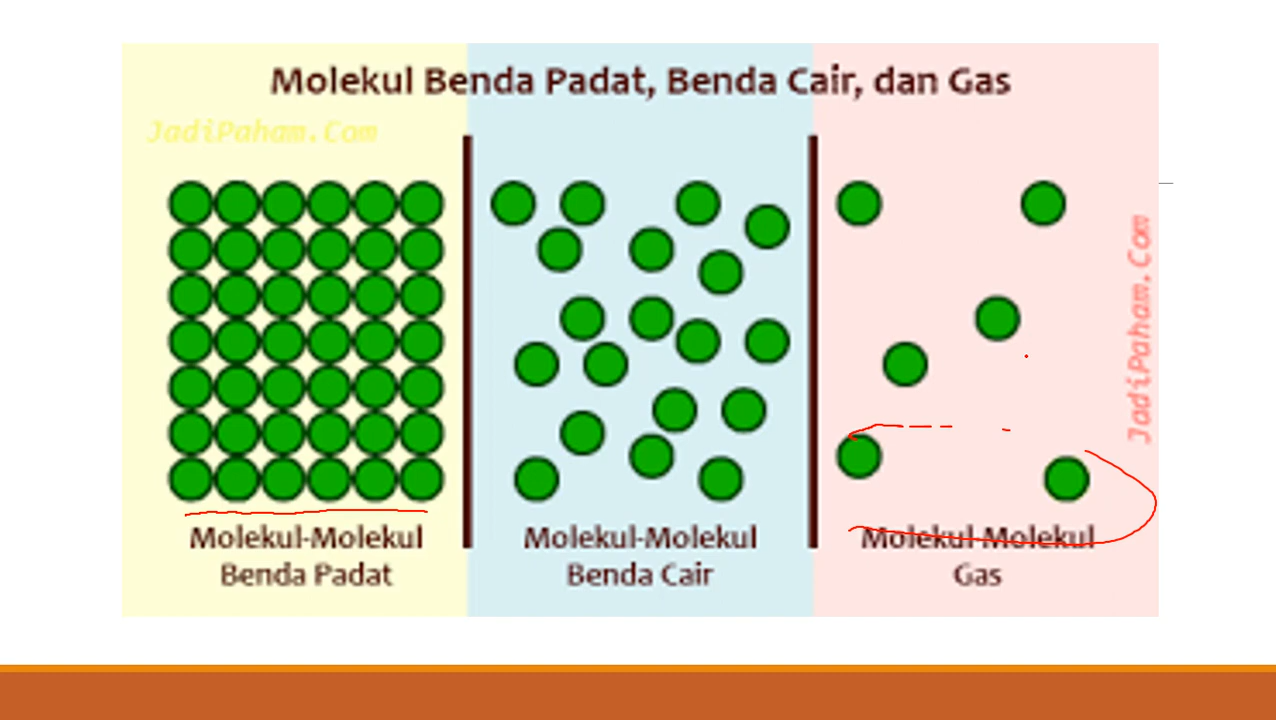 Molekul Benda Padat, Benda Cair, dan Gas
JadiPaham.Com
JadiPaham.Com
Molekul-Molekul
Benda Padat
Molekul-Molekul
Benda Cair
Molekul-Molekul
Gas